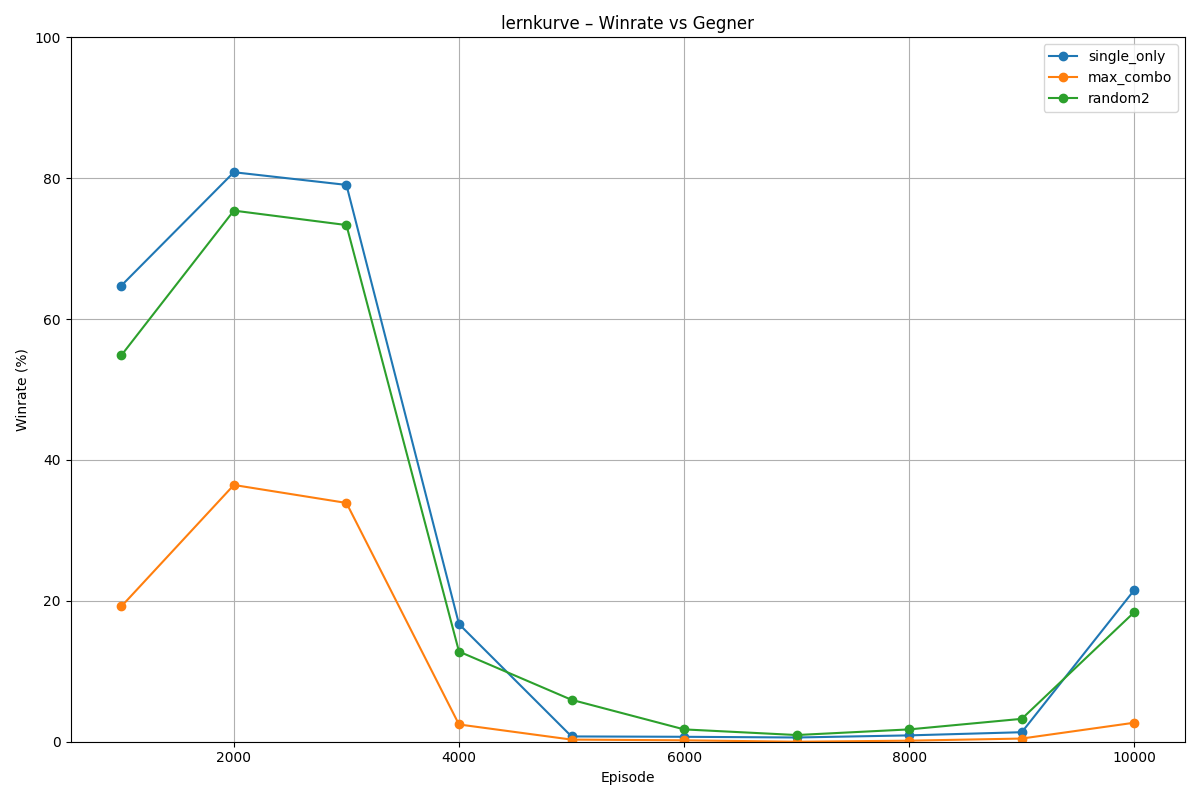 lernkurve – Winrate vs Gegner
single_only
max_combo
random2
Winrate (%)
100
80
60
40
20
0
2000
4000
6000
8000
10000
Episode